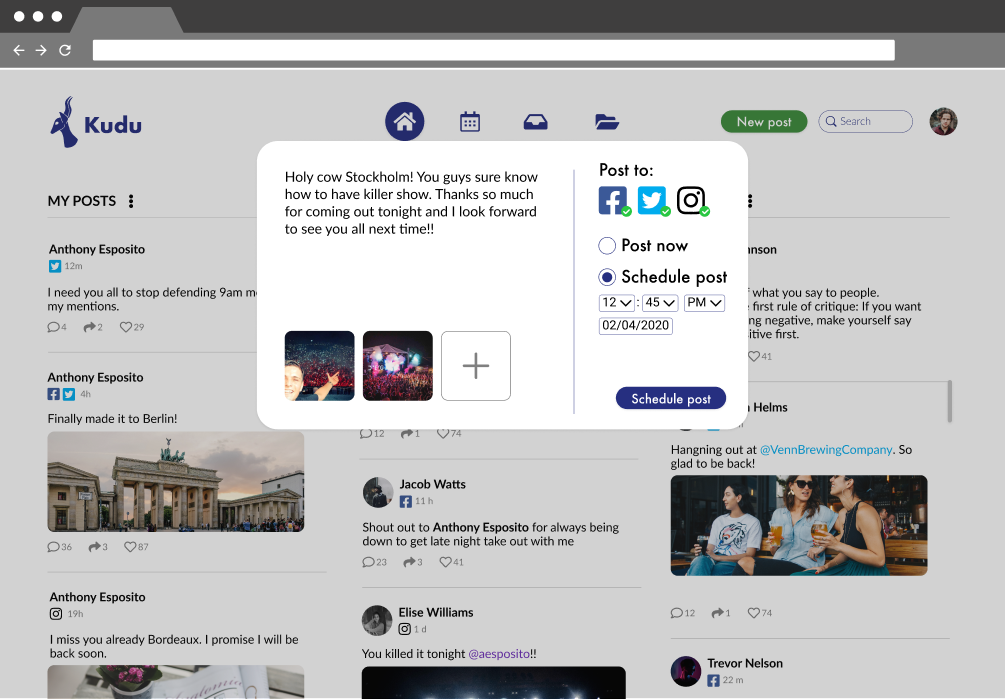 Kudu
New post
Search
Holy cow Stockholm! You guys sure know
how to have killer show. Thanks so much
for coming out tonight and I look forward
to see you all next time!!
Post to:
Post now
Schedule post
12 : 45 PM
02/04/2020
Schedule post
MY POSTS
Anthony Esposito
12m
I need you all to stop defending 9am m
my mentions.
4 2 29
Anthony Esposito
4h
Finally made it to Berlin!
36 3 87
Anthony Esposito
19h
I miss you already Bordeaux. I promise I will be
back soon.
12 1 74
Jacob Watts
11 h
Shout out to Anthony Esposito for always being
down to get late night take out with me
23 3 41
Elise Williams
1 d
You killed it tonight @aesposito!!
nson
f what you say to people.
first rule of critique: If you want
ng negative, make yourself say
itive first.
41
Helms
Hangning out at @VennBrewingCompany. So
glad to be back!
12 1 74
Trevor Nelson
22 m